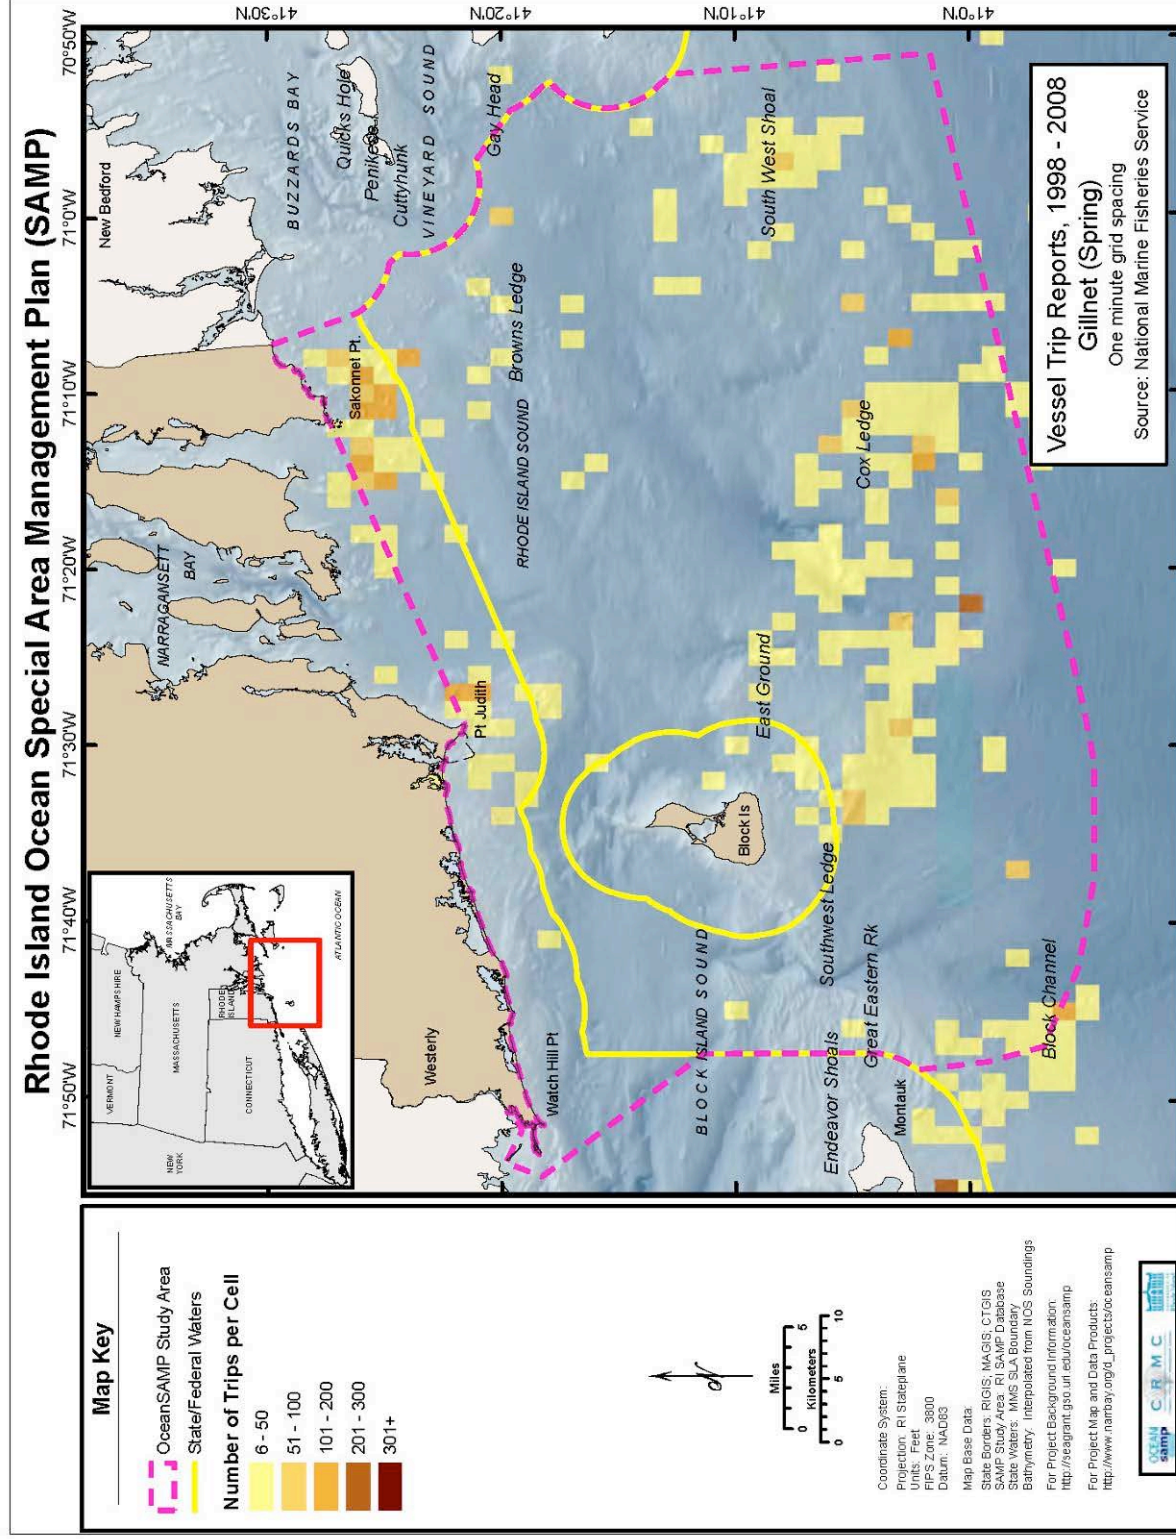 Rhode Island Ocean Special Area Management Plan (SAMP)
Map Key
OceanSAMP Study Area
State/Federal Waters
Number of Trips per Cell
6 - 50
51 - 100
101 - 200
201 - 300
301+
N
Miles
0 5
Kilometers
0 5 10
Coordinate System:
Projection: RI Stateplane
Units: Feet
FIPS Zone: 3800
Datum: NAD83
Map Base Data:
State Borders: RIGIS; MAGIS; CTGIS
SAMP Study Area: RI SAMP Database
State Waters: MMS SLA Boundary
Bathymetry: Interpolated from NOS Soundings
For Project Background Information:
http://seagrant.gso.uri.edu/oceansamp
For Project Map and Data Products:
http://www.narrbay.org/d_projects/oceansamp
OCEAN
samp
C R M C
71°50'W
71°40'W
71°30'W
71°20'W
71°10'W
71°0'W
70°50'W
41°30'N
41°20'N
41°10'N
41°0'N
VERMONT
NEW HAMPSHIRE
NEW
YORK
MASSACHUSETTS
MASSACHUSETTS
BAY
CONNECTICUT
RHODE
ISLAND
ATLANTIC OCEAN
New Bedford
NARRAGANSETT
BAY
BUZZARDS BAY
Quicks Hole
Penikese
Cuttyhunk
VINEYARD SOUND
Gay Head
Westerly
Sakonnet Pt.
Pt Judith
Watch Hill Pt
RHODE ISLAND SOUND
Browns Ledge
BLOCK ISLAND SOUND
Block Is
East Ground
South West Shoal
Southwest Ledge
Endeavor Shoals
Great Eastern Rk
Cox Ledge
Montauk
Block Channel
Vessel Trip Reports, 1998 - 2008
Gillnet (Spring)
One minute grid spacing
Source: National Marine Fisheries Service